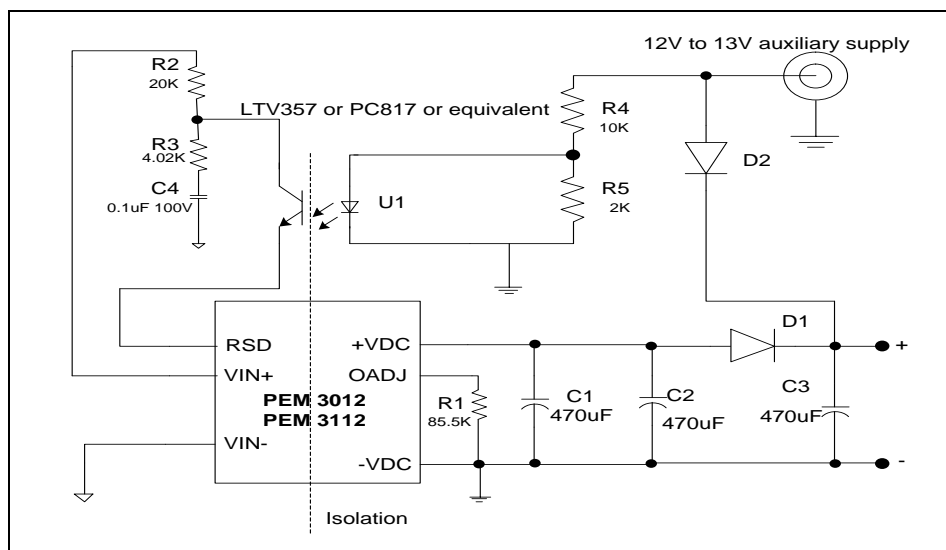 12V to 13V auxiliary supply
R2
20K
LTV357 or PC817 or equivalent
R4
10K
R3
4.02K
D2
C4
0.1uF 100V
U1
R5
2K
D1
RSD
+VDC
+
VIN+
OADJ
PEM 3012
PEM 3112
R1
85.5K
C1
470uF
C2
470uF
C3
470uF
VIN-
-VDC
-
Isolation